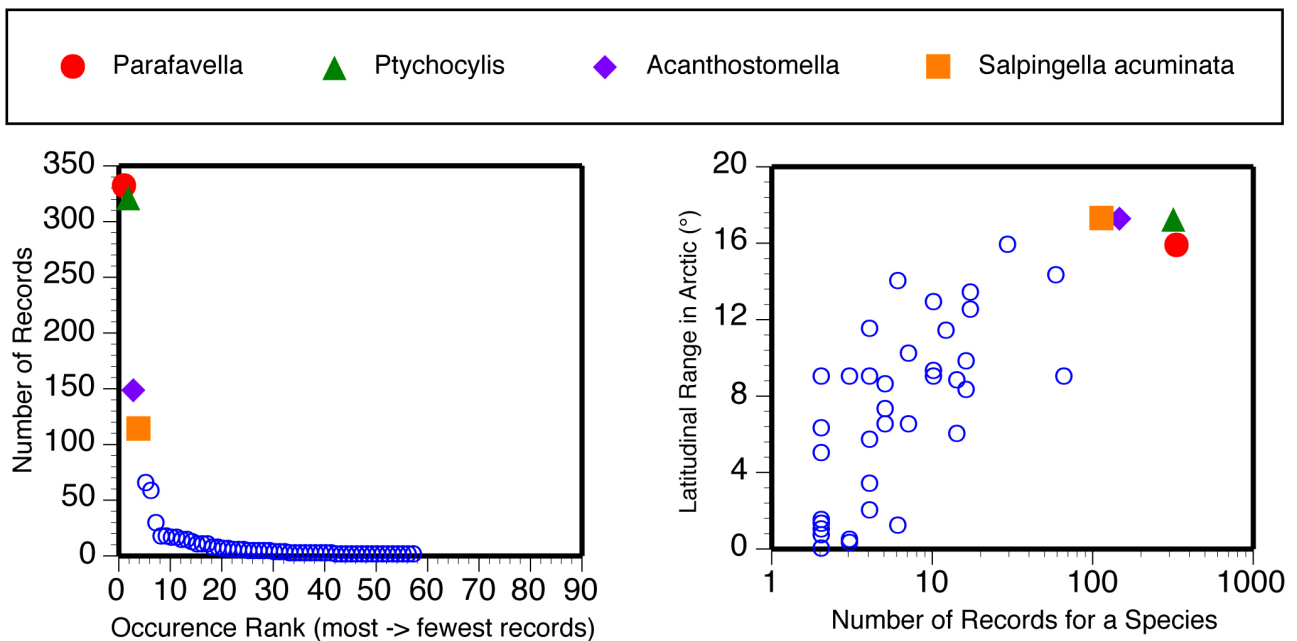 Parafavella Ptychocylis Acanthostomella Salpingella acuminata
350
300
250
200
150
100
50
0
Number of Records
0 10 20 30 40 50 60 70 80 90
Occurence Rank (most -> fewest records)
20
16
12
8
4
0
Latitudinal Range in Arctic (°)
1 10 100 1000
Number of Records for a Species